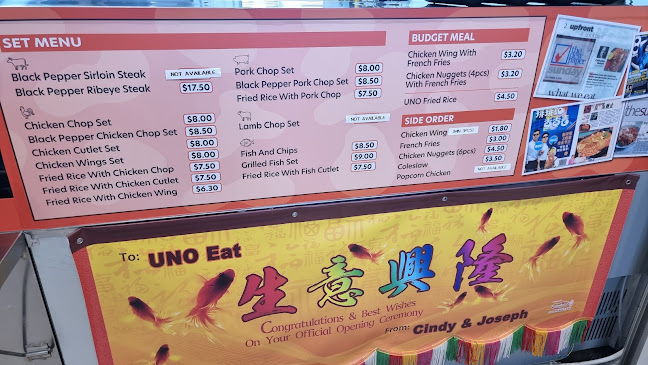 SET MENU
Black Pepper Sirloin Steak NOT AVAILABLE
Black Pepper Ribeye Steak $17.50
Chicken Chop Set $8.00
Black Pepper Chicken Chop Set $8.50
Chicken Cutlet Set $8.00
Chicken Wings Set $8.00
Fried Rice With Chicken Chop $7.50
Fried Rice With Chicken Cutlet $7.50
Fried Rice With Chicken Wing $6.30
Pork Chop Set $8.00
Black Pepper Pork Chop Set $8.50
Fried Rice With Pork Chop $7.50
Lamb Chop Set NOT AVAILABLE
Fish And Chips $8.50
Grilled Fish Set $9.00
Fried Rice With Fish Cutlet $7.50
BUDGET MEAL
Chicken Wing With $3.20
French Fries
Chicken Nuggets (4pcs) $3.20
With French Fries
UNO Fried Rice $4.50
SIDE ORDER
Chicken Wing $1.80
French Fries $3.00
Chicken Nuggets (6pcs) $4.50
Coleslaw $3.50
Popcorn Chicken NOT AVAILABLE
upfront
sunday
what we eat
thesu
To: UNO Eat
生意興隆
Congratulations & Best Wishes
On Your Official Opening Ceremony
From: Cindy & Joseph